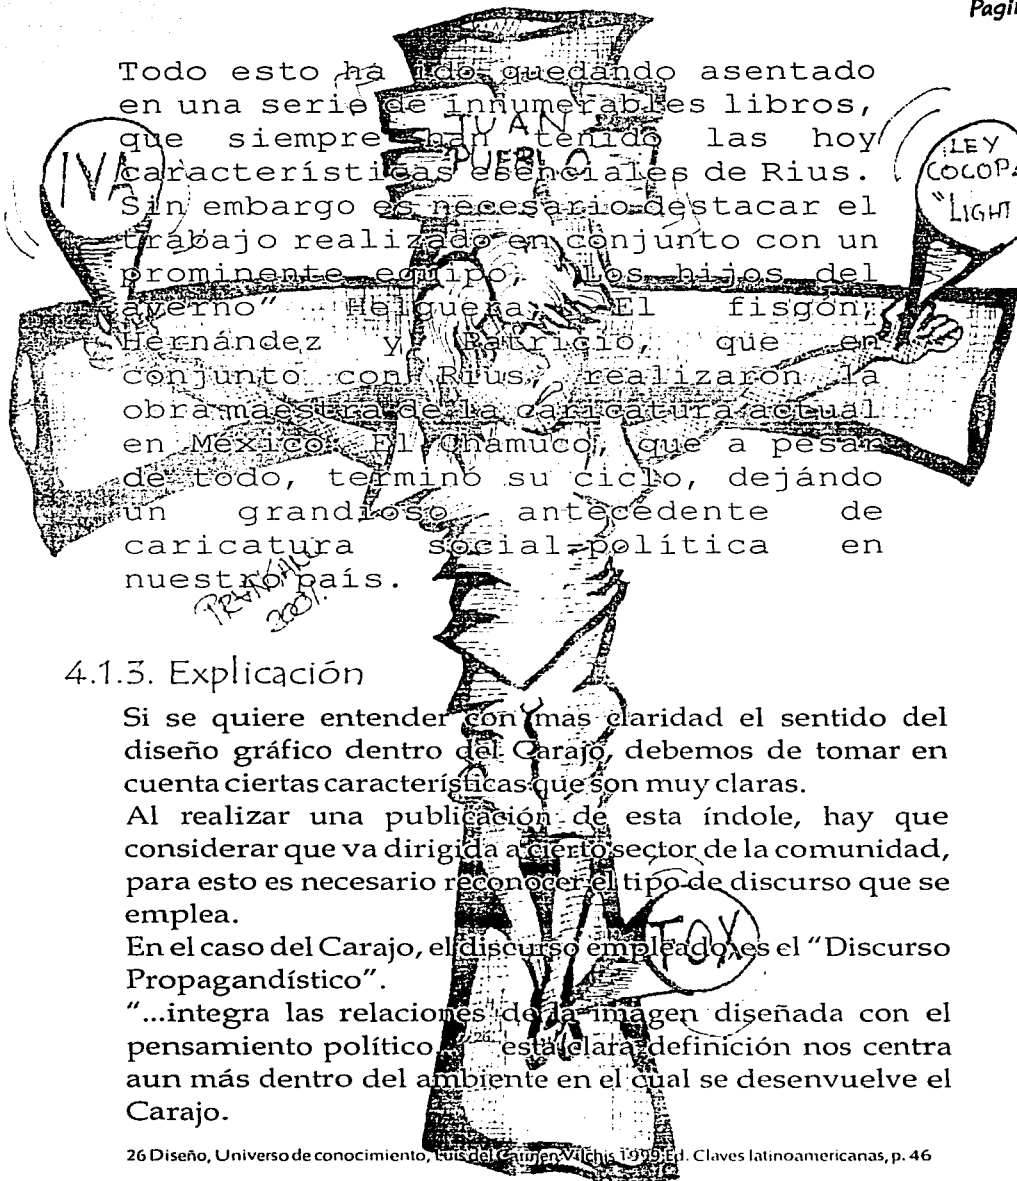 Pagin
Todo esto ha ido quedando asentado
en una serie de innumerables libros,
que siempre han tenido las hoy
características esenciales de Rius.
Sin embargo es necesario destacar el
trabajo realizado en conjunto con un
prominente equipo, "Los hijos del
averno" Helguera, El fisgón,
Hernández y Patricio, que en
conjunto con Rius, realizarón la
obra maestra de la caricatura actual
en México. El Chamuco, que a pesar
de todo, termino su ciclo, dejándo
un grandioso antecedente de
caricatura social-política en
nuestro país.
JUAN
PUEBLO
IVA
LEY
COCOPA
"LIGHT
4.1.3. Explicación
Si se quiere entender con mas claridad el sentido del
diseño gráfico dentro del Carajo, debemos de tomar en
cuenta ciertas características que son muy claras.
Al realizar una publicación de esta índole, hay que
considerar que va dirigida a cierto sector de la comunidad,
para esto es necesario reconocer el tipo de discurso que se
emplea.
En el caso del Carajo, el discurso empleado es el "Discurso
Propagandístico".
"...integra las relaciones de la imagen diseñada con el
pensamiento político." 26 esta clara definición nos centra
aun más dentro del ambiente en el cual se desenvuelve el
Carajo.
FOX
26 Diseño, Universo de conocimiento, Luis del Carmen Vilchis 1999 Ed. Claves latinoamericanas, p. 46